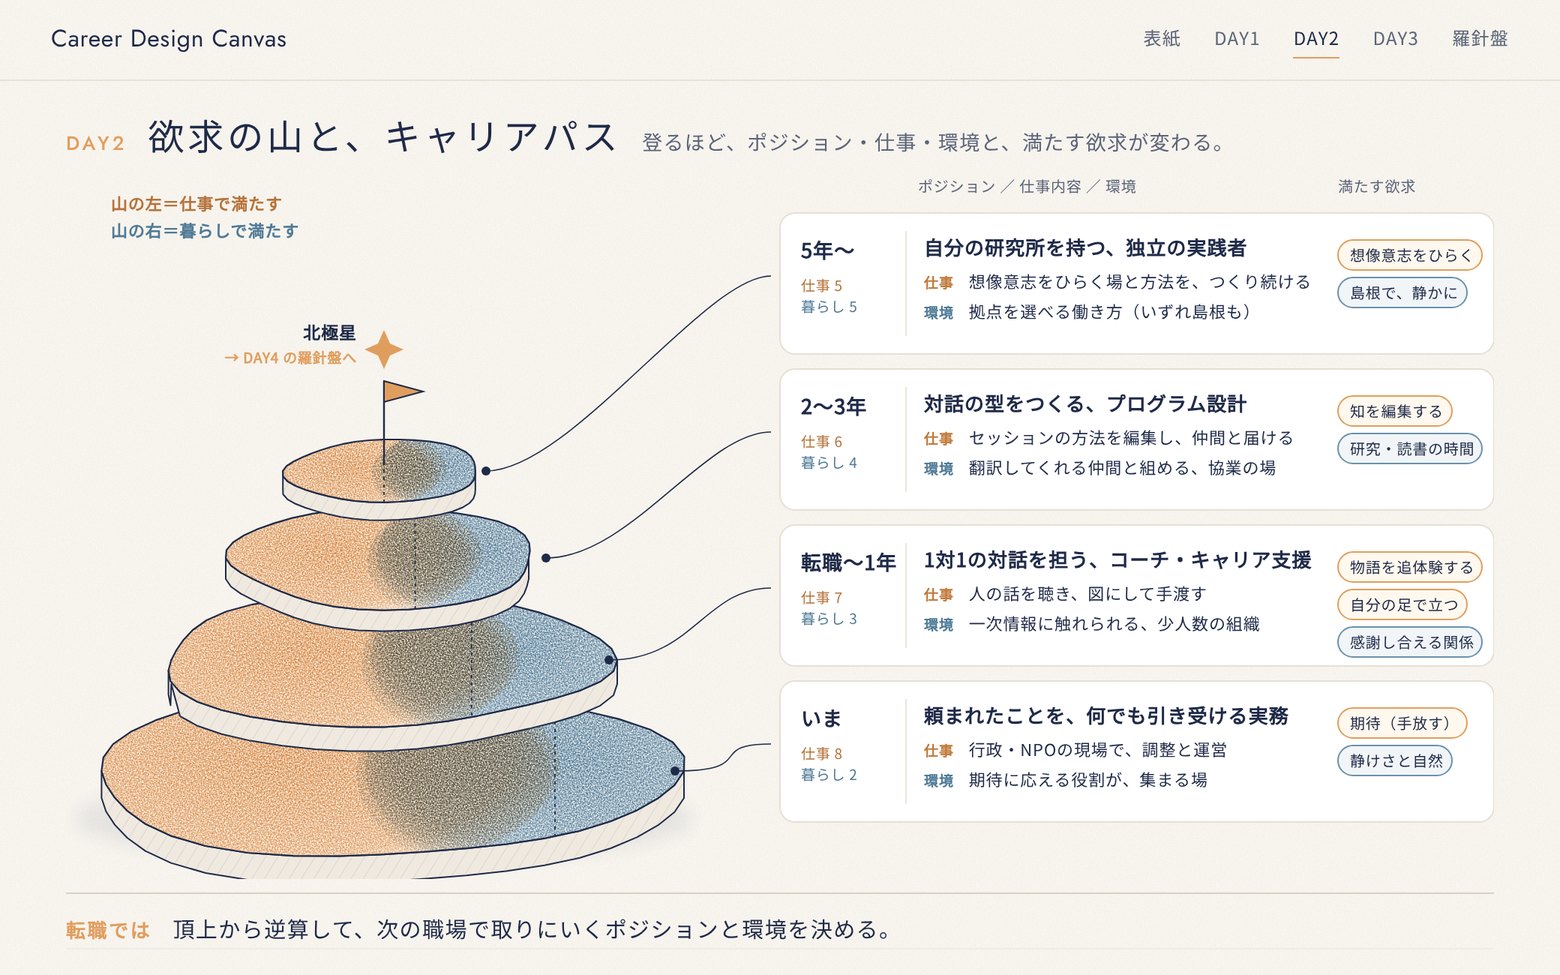 Career Design Canvas
表紙 DAY1 DAY2 DAY3 羅針盤
DAY2 欲求の山と、キャリアパス 登るほど、ポジション・仕事・環境と、満たす欲求が変わる。
山の左＝仕事で満たす
山の右＝暮らしで満たす
北極星
→ DAY4 の羅針盤へ
ポジション ／ 仕事内容 ／ 環境 満たす欲求
5年〜
仕事 5
暮らし 5
自分の研究所を持つ、独立の実践者
仕事 想像意志をひらく場と方法を、つくり続ける
環境 拠点を選べる働き方（いずれ島根も）
想像意志をひらく
島根で、静かに
2〜3年
仕事 6
暮らし 4
対話の型をつくる、プログラム設計
仕事 セッションの方法を編集し、仲間と届ける
環境 翻訳してくれる仲間と組める、協業の場
知を編集する
研究・読書の時間
転職〜1年
仕事 7
暮らし 3
1対1の対話を担う、コーチ・キャリア支援
仕事 人の話を聴き、図にして手渡す
環境 一次情報に触れられる、少人数の組織
物語を追体験する
自分の足で立つ
感謝し合える関係
いま
仕事 8
暮らし 2
頼まれたことを、何でも引き受ける実務
仕事 行政・NPOの現場で、調整と運営
環境 期待に応える役割が、集まる場
期待（手放す）
静けさと自然
転職では 頂上から逆算して、次の職場で取りにいくポジションと環境を決める。